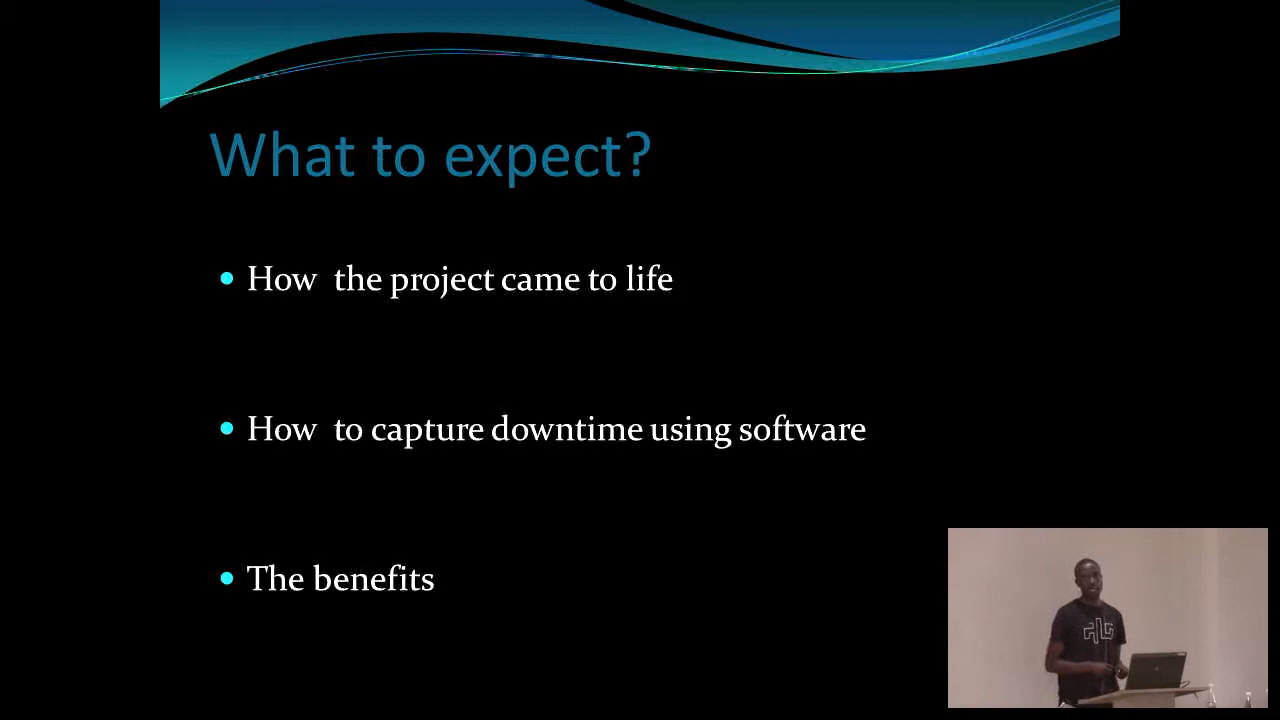 What to expect?
How the project came to life
How to capture downtime using software
The benefits